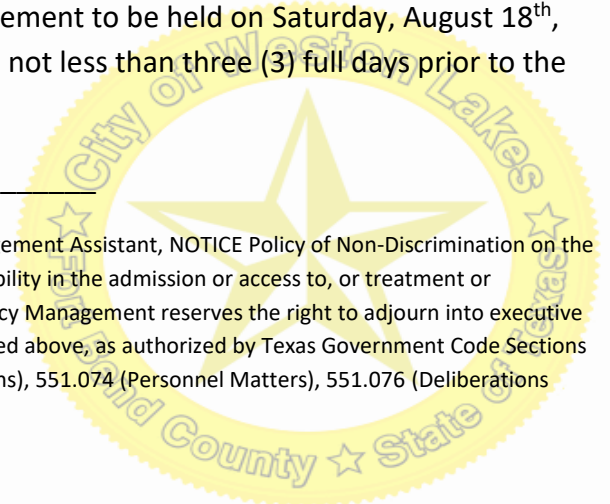 ement to be held on Saturday, August 18th,
not less than three (3) full days prior to the
City of Weston Lakes
ement Assistant, NOTICE Policy of Non-Discrimination on the
bility in the admission or access to, or treatment or
cy Management reserves the right to adjourn into executive
ed above, as authorized by Texas Government Code Sections
ns), 551.074 (Personnel Matters), 551.076 (Deliberations
Fort Bend County ☆ State of Texas